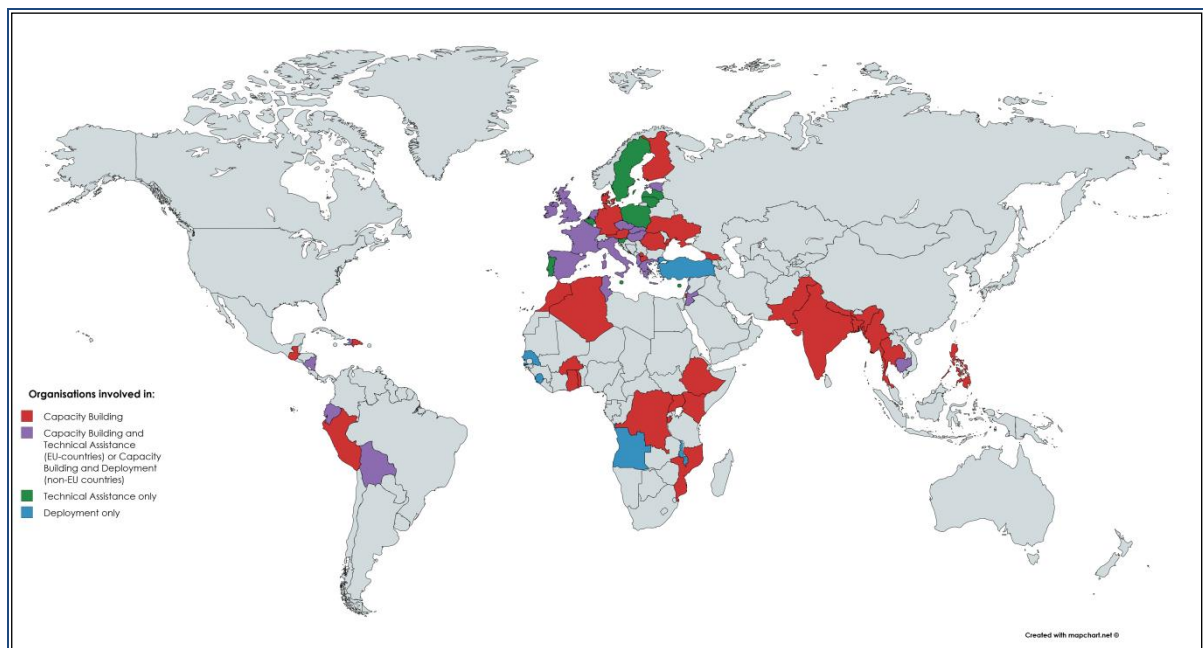 Organisations involved in:
Capacity Building
Capacity Building and
Technical Assistance
(EU-countries) or Capacity
Building and Deployment
(non-EU countries)
Technical Assistance only
Deployment only
Created with mapchart.net ©